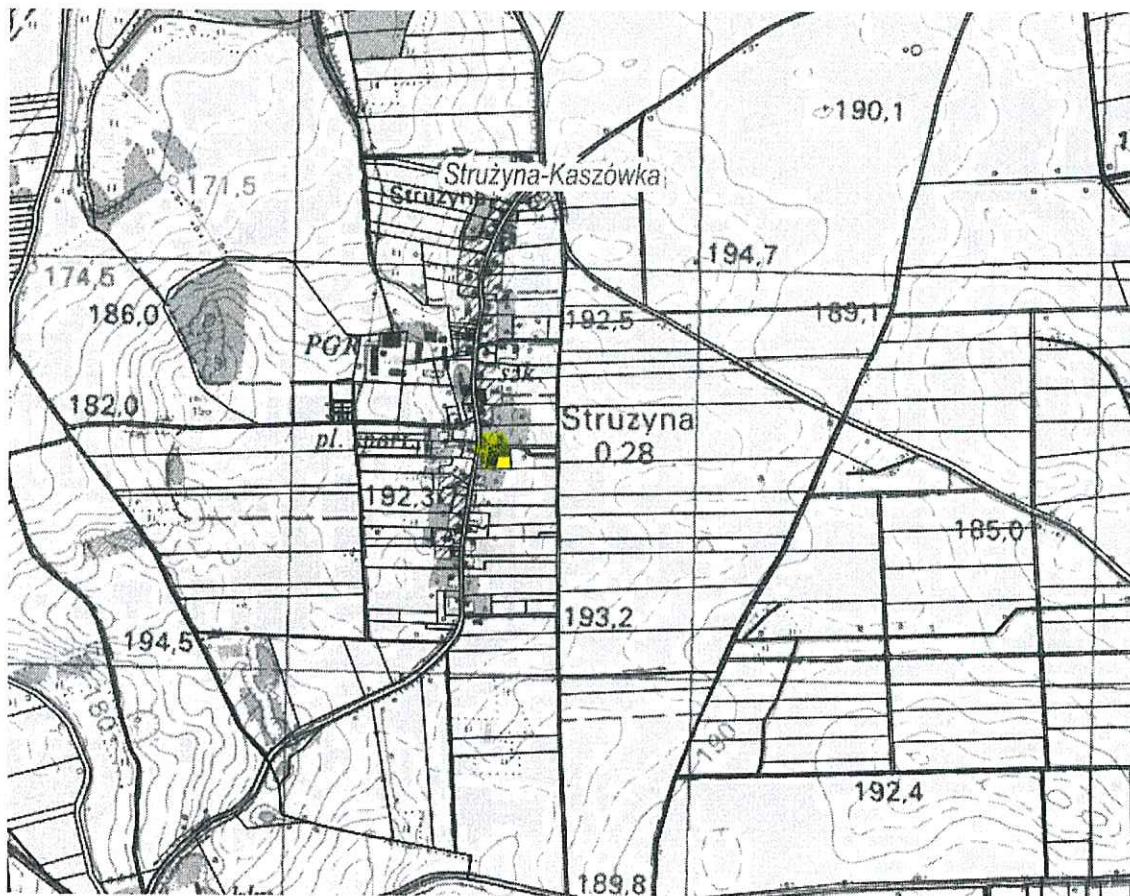 190,1
Strużyna-Kaszówka
Strużyna
171,5
194,7
174,5
186,0
192,5
189,1
PGR
szk.
182,0
Strużyna
0,28
pl. sport.
192,3
185,0
193,2
194,5
180
190
192,4
189,8